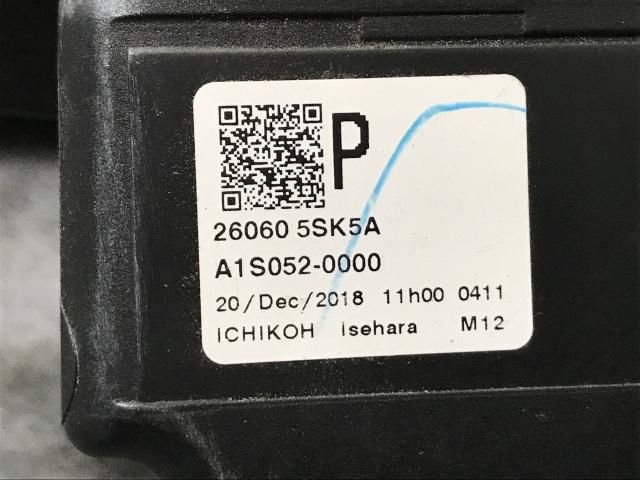 P
26060 5SK5A
A1S052-0000
20/Dec/2018 11h00 0411
ICHIKOH Isehara M12